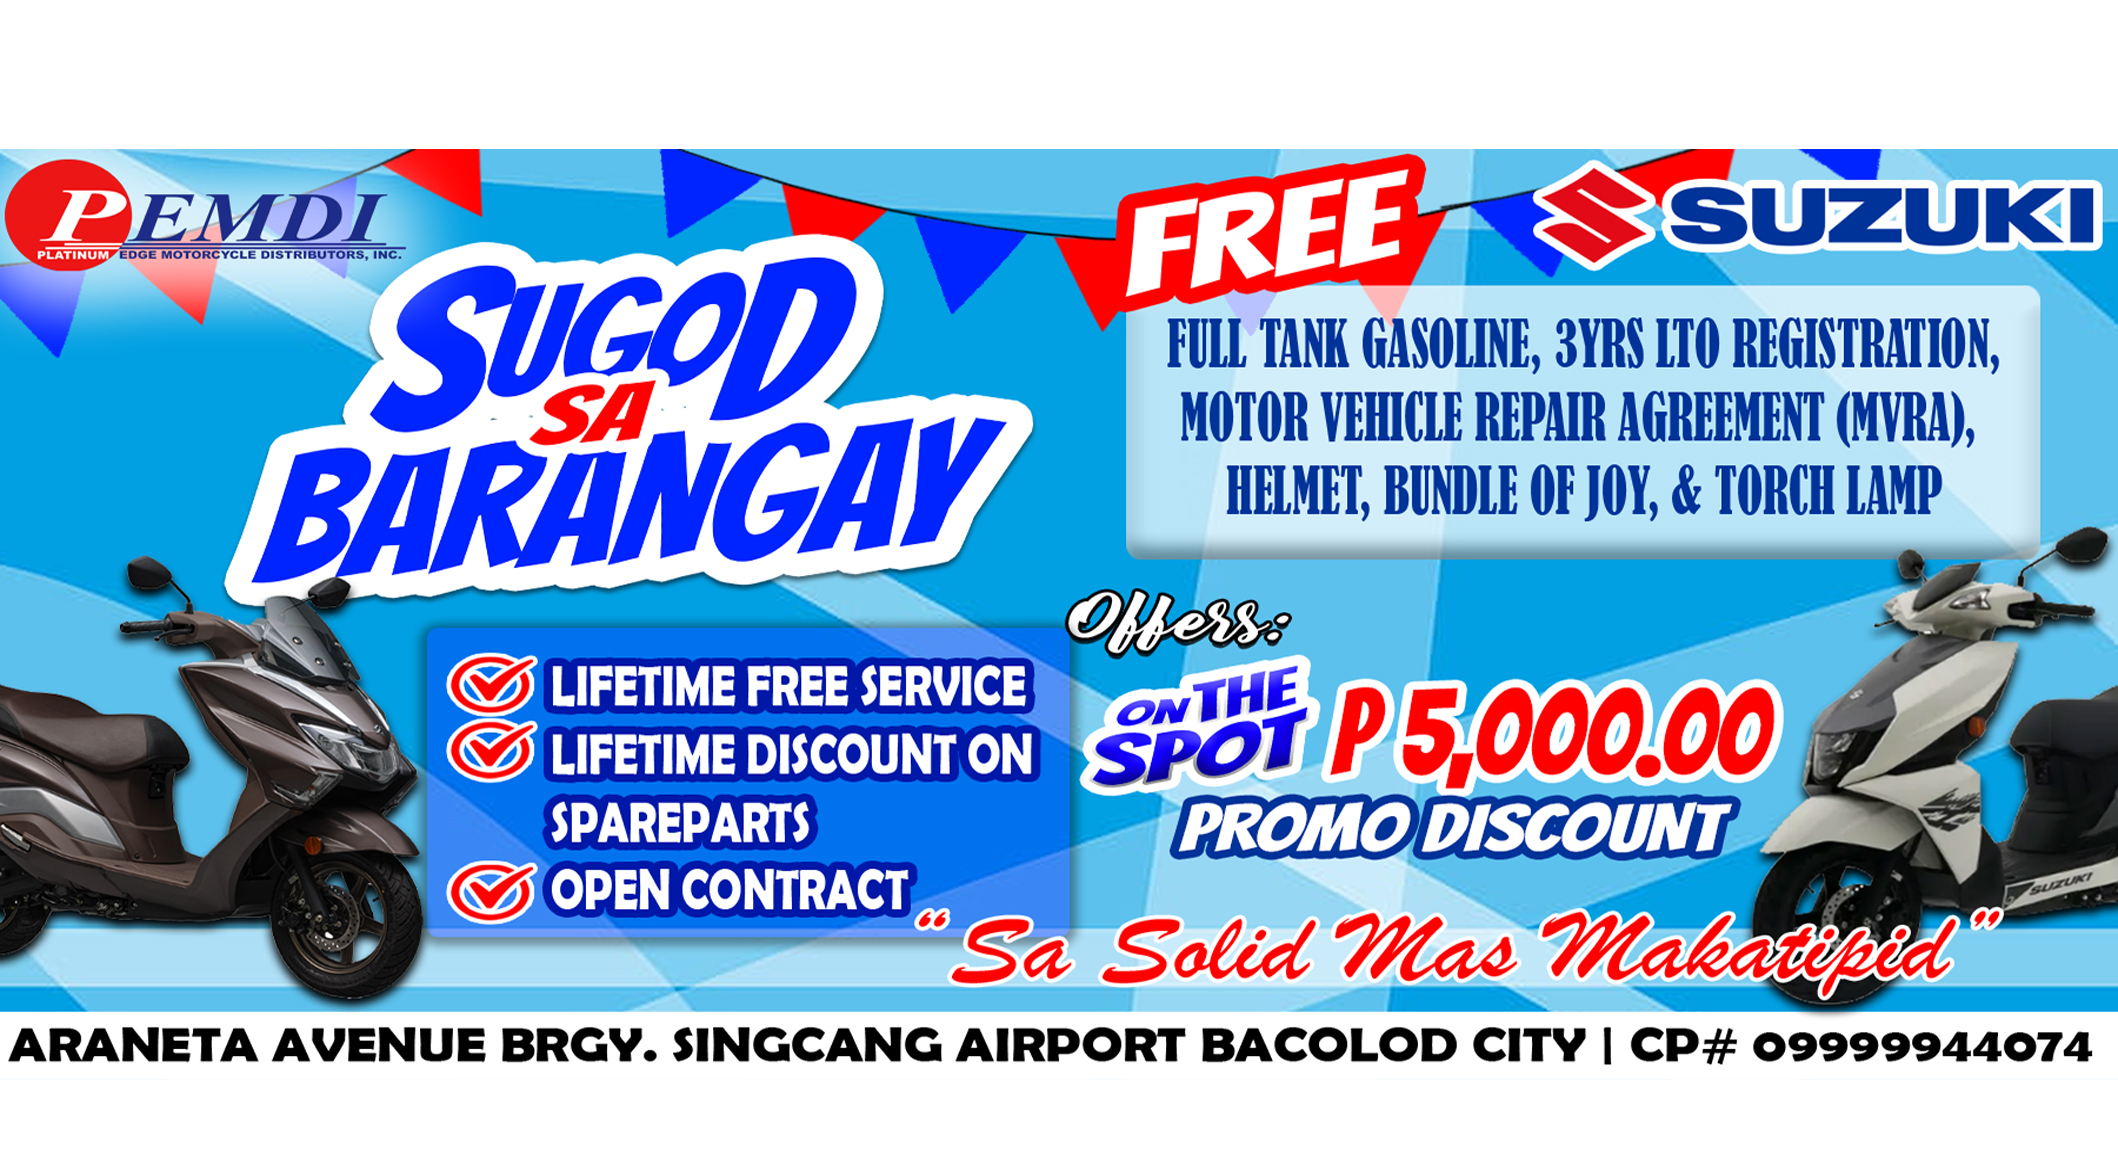 PEMDI
PLATINUM EDGE MOTORCYCLE DISTRIBUTORS, INC.
SUGOD
SA
BARANGAY
FREE
SUZUKI
FULL TANK GASOLINE, 3YRS LTO REGISTRATION,
MOTOR VEHICLE REPAIR AGREEMENT (MVRA),
HELMET, BUNDLE OF JOY, & TORCH LAMP
LIFETIME FREE SERVICE
LIFETIME DISCOUNT ON
SPAREPARTS
OPEN CONTRACT
Offers:
ON THE
SPOT
P 5,000.00
PROMO DISCOUNT
SUZUKI
"Sa Solid Mas Makatipid"
ARANETA AVENUE BRGY. SINGCANG AIRPORT BACOLOD CITY | CP# 09999944074